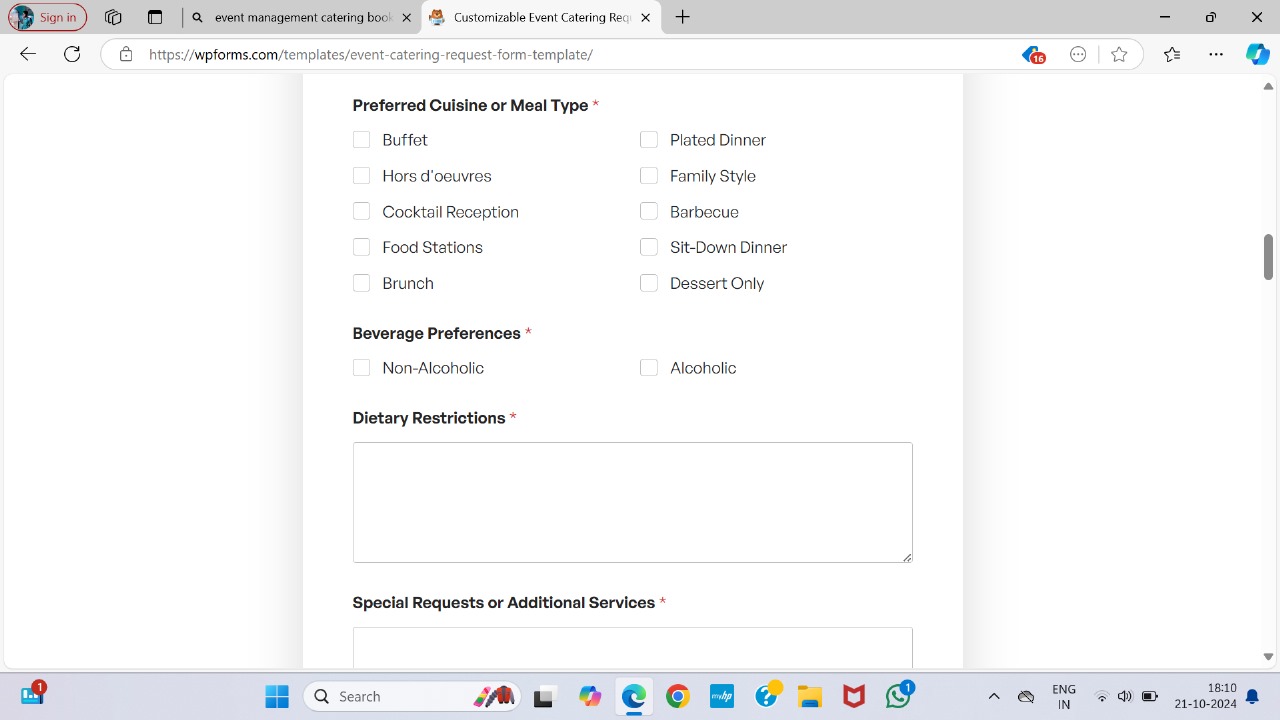 Sign in
event management catering book
Customizable Event Catering Req
https://wpforms.com/templates/event-catering-request-form-template/
16
Preferred Cuisine or Meal Type *
Buffet
Plated Dinner
Hors d'oeuvres
Family Style
Cocktail Reception
Barbecue
Food Stations
Sit-Down Dinner
Brunch
Dessert Only
Beverage Preferences *
Non-Alcoholic
Alcoholic
Dietary Restrictions *
Special Requests or Additional Services *
1
Search
myhp
?
1
ENG
IN
18:10
21-10-2024